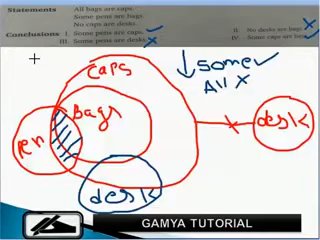 Statements All bags are caps.
Some pens are bags.
No caps are desks.
Conclusions I. Some pens are caps. II. No desks are bags.
III. Some pens are desks. IV. Some caps are bags.
caps
↓ some ✓
All X
Bags
pen
desk
desk
GAMYA TUTORIAL